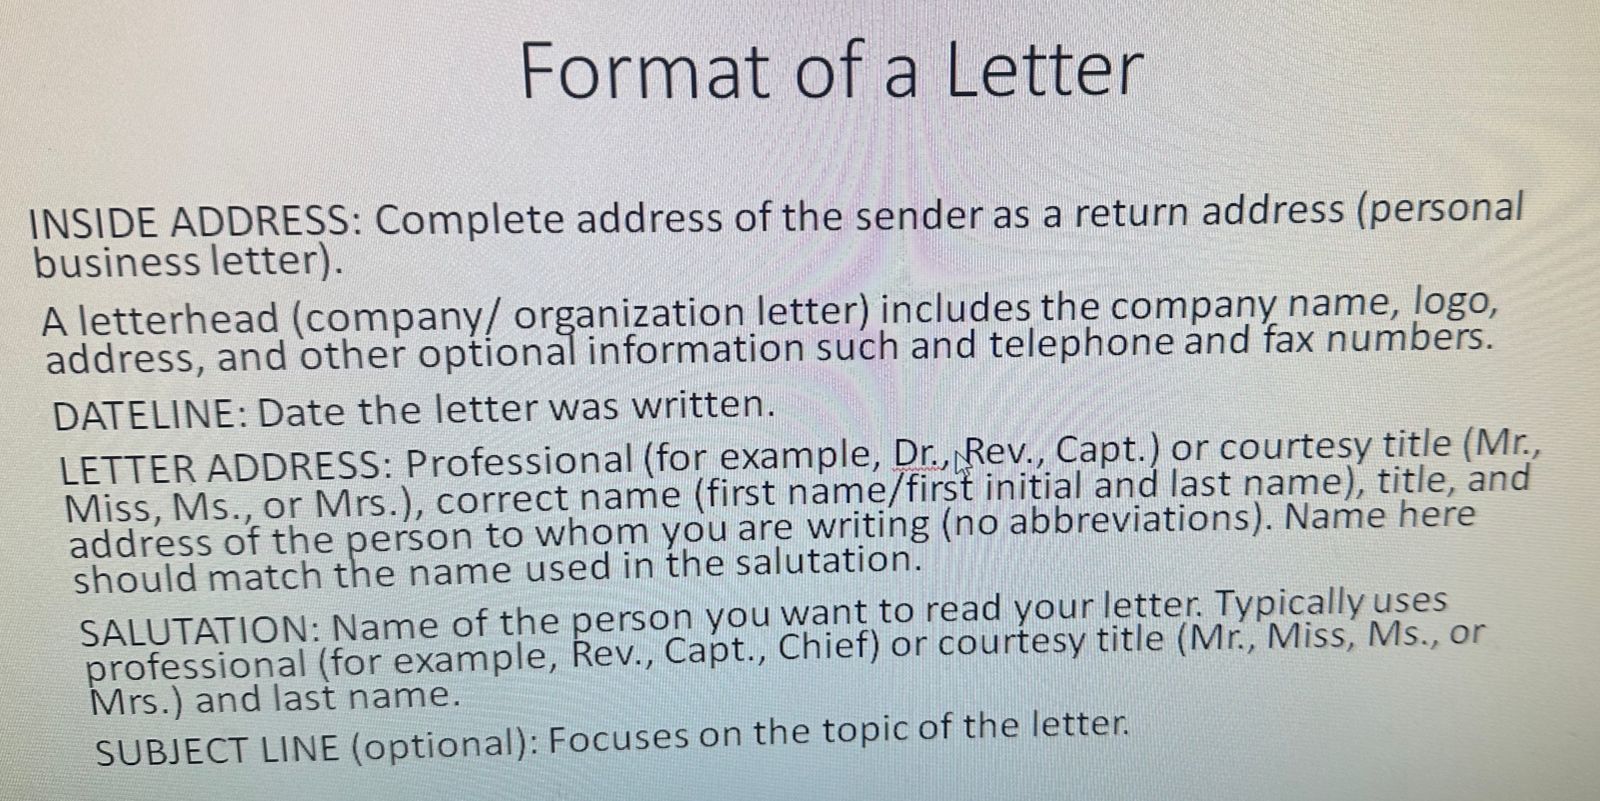 Format of a Letter
INSIDE ADDRESS: Complete address of the sender as a return address (personal
business letter).
A letterhead (company/ organization letter) includes the company name, logo,
address, and other optional information such and telephone and fax numbers.
DATELINE: Date the letter was written.
LETTER ADDRESS: Professional (for example, Dr., Rev., Capt.) or courtesy title (Mr.,
Miss, Ms., or Mrs.), correct name (first name/first initial and last name), title, and
address of the person to whom you are writing (no abbreviations). Name here
should match the name used in the salutation.
SALUTATION: Name of the person you want to read your letter. Typically uses
professional (for example, Rev., Capt., Chief) or courtesy title (Mr., Miss, Ms., or
Mrs.) and last name.
SUBJECT LINE (optional): Focuses on the topic of the letter.